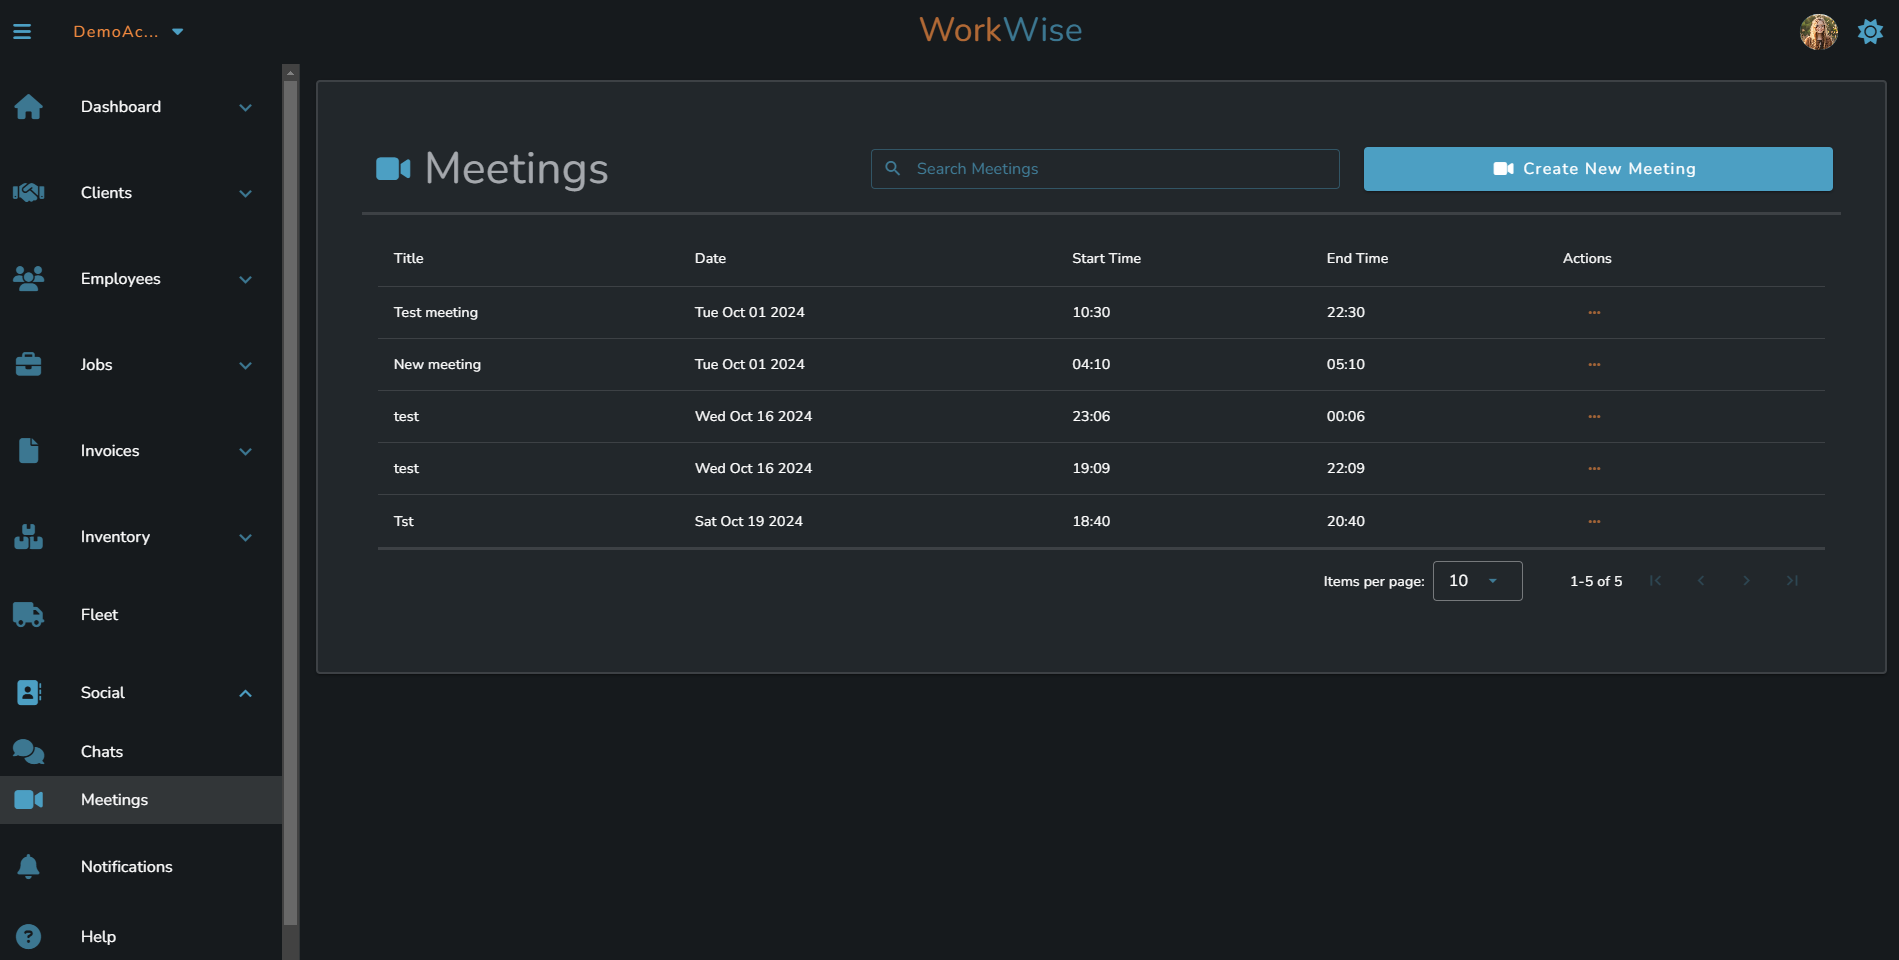 DemoAc...
WorkWise
Dashboard
Clients
Employees
Jobs
Invoices
Inventory
Fleet
Social
Chats
Meetings
Notifications
Help
Meetings
Search Meetings
Create New Meeting
Title Date Start Time End Time Actions
Test meeting Tue Oct 01 2024 10:30 22:30 ...
New meeting Tue Oct 01 2024 04:10 05:10 ...
test Wed Oct 16 2024 23:06 00:06 ...
test Wed Oct 16 2024 19:09 22:09 ...
Tst Sat Oct 19 2024 18:40 20:40 ...
Items per page: 10 1-5 of 5